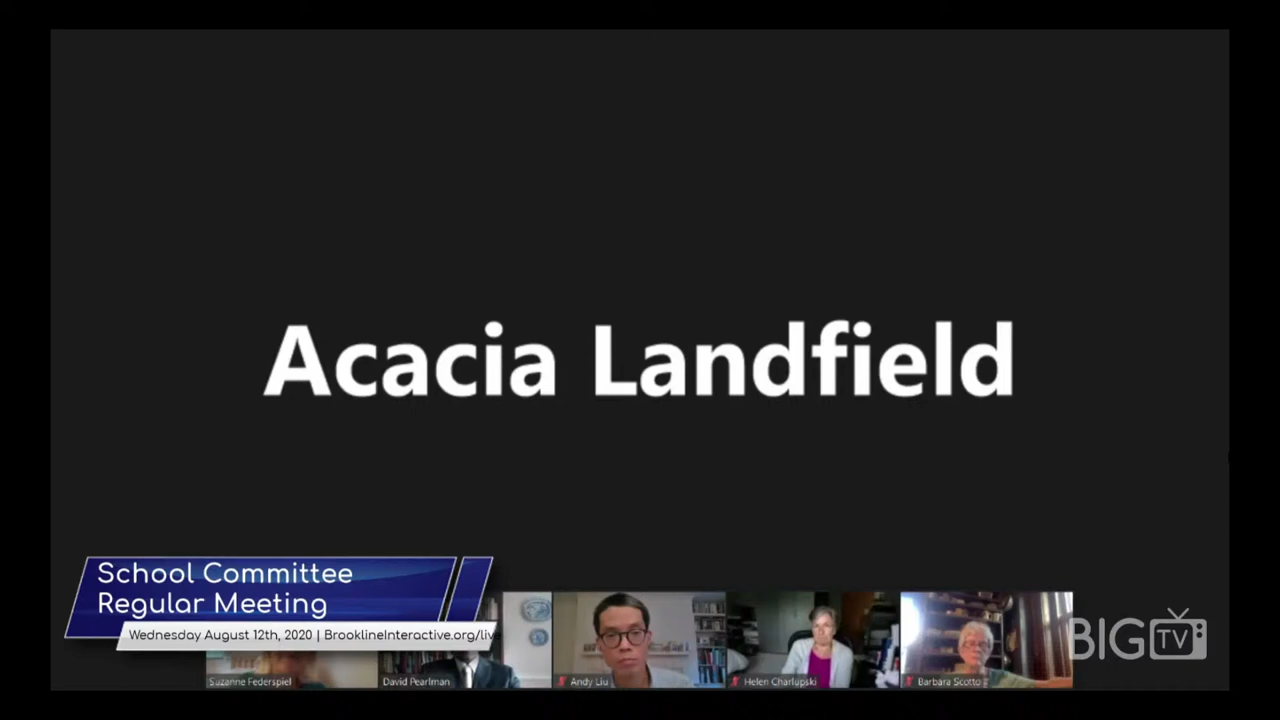 Acacia Landfield
School Committee
Regular Meeting
Wednesday August 12th, 2020 | BrooklineInteractive.org/live
Suzanne Federspiel
David Pearlman
Andy Liu
Helen Charlupski
Barbara Scotto
BIG TV